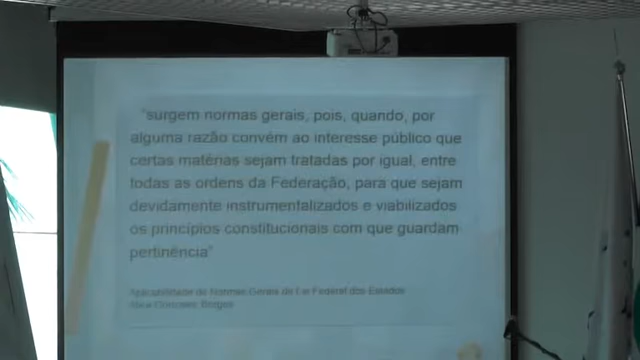 "surgem normas gerais, pois, quando, por
alguma razão convém ao interesse público que
certas matérias sejam tratadas por igual, entre
todas as ordens da Federação, para que sejam
devidamente instrumentalizados e viabilizados
os princípios constitucionais com que guardam
pertinência"
Aplicabilidade de Normas Gerais de Lei Federal dos Estados
Borges